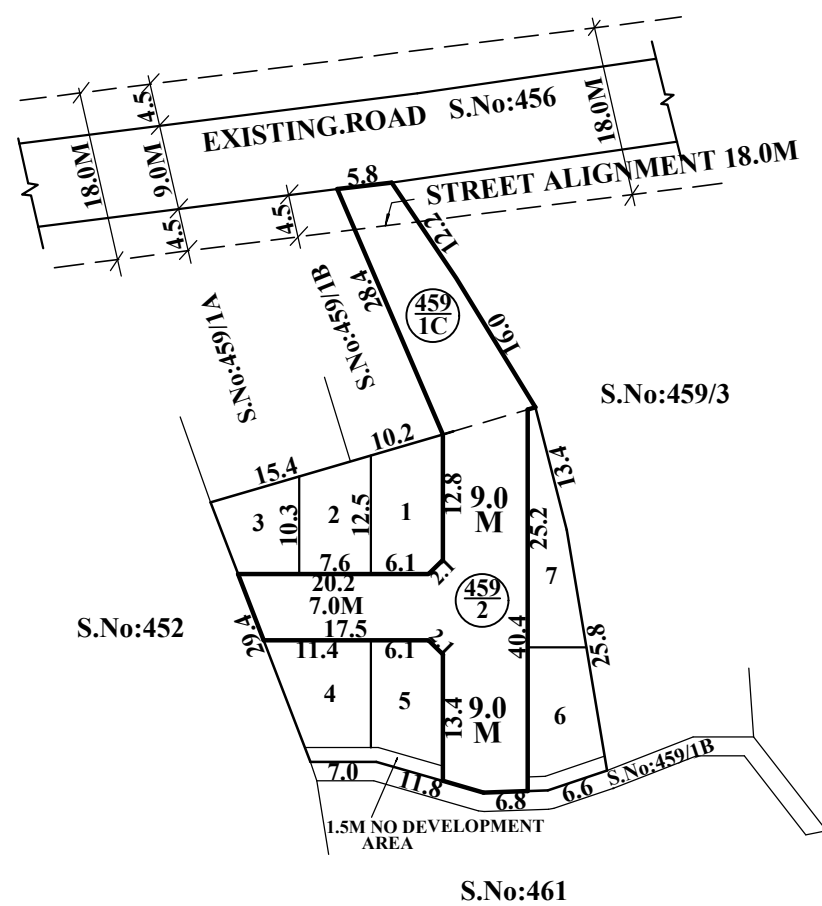 EXISTING.ROAD S.No:456
18.0M
4.5
9.0M
18.0M
4.5
4.5
5.8
STREET ALIGNMENT 18.0M
12.2
28.4
459
1C
16.0
S.No:459/1A
S.No:459/1B
S.No:459/3
15.4
10.2
13.4
3
10.3
2
12.5
1
12.8
9.0
M
25.2
7
7.6
6.1
2.1
20.2
7.0M
459
2
S.No:452
29.4
17.5
11.4
6.1
2.1
40.4
25.8
4
5
13.4
9.0
M
6
7.0
11.8
6.8
6.6
S.No:459/1B
1.5M NO DEVELOPMENT
AREA
S.No:461